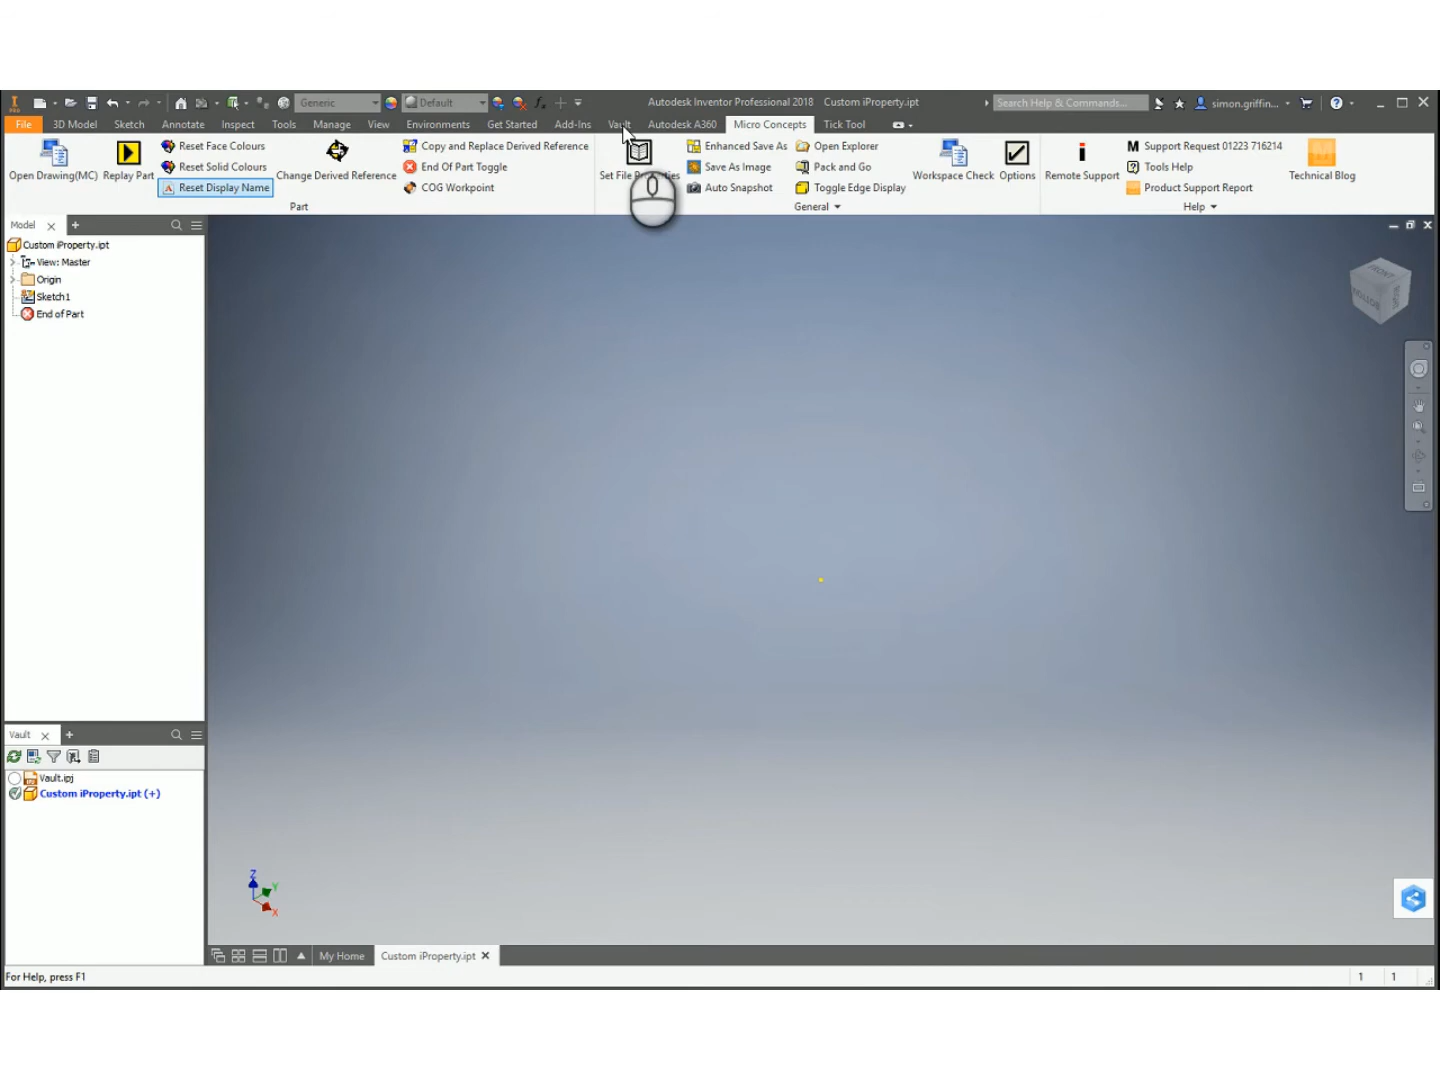 Generic
Default
Autodesk Inventor Professional 2018 Custom iProperty.ipt
Search Help & Commands...
simon.griffin...
File 3D Model Sketch Annotate Inspect Tools Manage View Environments Get Started Add-Ins Vault Autodesk A360 Micro Concepts Tick Tool
Open Drawing(MC)
Replay Part
Reset Face Colours
Reset Solid Colours
Reset Display Name
Change Derived Reference
Copy and Replace Derived Reference
End Of Part Toggle
COG Workpoint
Part
Set File
Enhanced Save As
Save As Image
Auto Snapshot
Open Explorer
Pack and Go
Toggle Edge Display
General
Workspace Check
Options
Remote Support
Support Request 01223 716214
Tools Help
Product Support Report
Help
Technical Blog
Model
Custom iProperty.ipt
View: Master
Origin
Sketch1
End of Part
FRONT
BOTTOM
RIGHT
Vault
Vault.ipj
Custom iProperty.ipt (+)
Z
Y
X
My Home
Custom iProperty.ipt
For Help, press F1
1 1